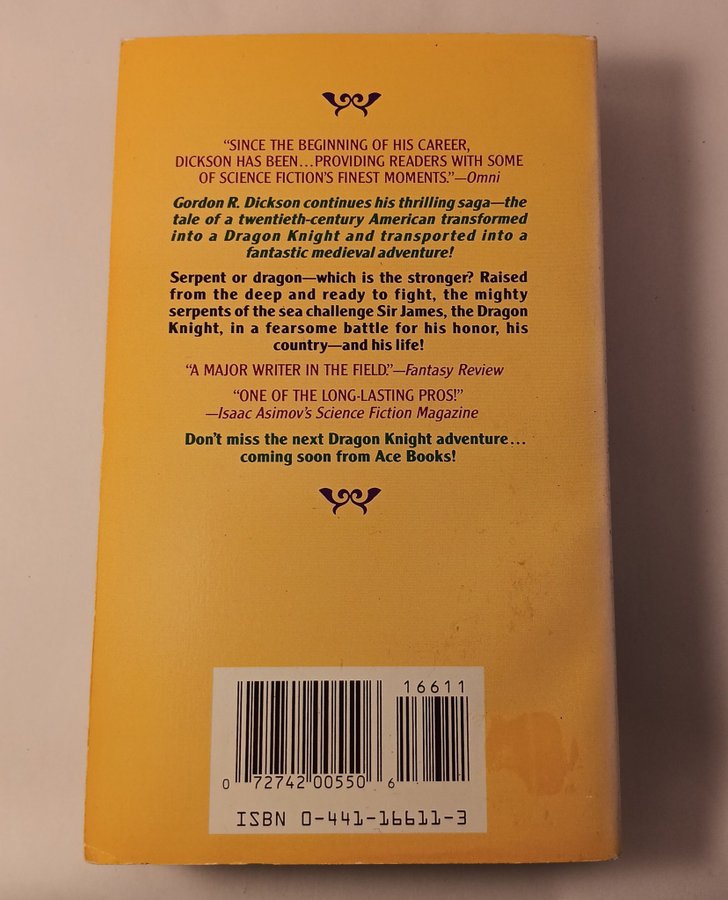 “SINCE THE BEGINNING OF HIS CAREER,
DICKSON HAS BEEN...PROVIDING READERS WITH SOME
OF SCIENCE FICTION'S FINEST MOMENTS.”—Omni
Gordon R. Dickson continues his thrilling saga—the
tale of a twentieth-century American transformed
into a Dragon Knight and transported into a
fantastic medieval adventure!
Serpent or dragon—which is the stronger? Raised
from the deep and ready to fight, the mighty
serpents of the sea challenge Sir James, the Dragon
Knight, in a fearsome battle for his honor, his
country—and his life!
“A MAJOR WRITER IN THE FIELD.”—Fantasy Review
“ONE OF THE LONG-LASTING PROS!”
—Isaac Asimov's Science Fiction Magazine
Don't miss the next Dragon Knight adventure...
coming soon from Ace Books!
16611
0 72742 00550 6
ISBN 0-441-16611-3